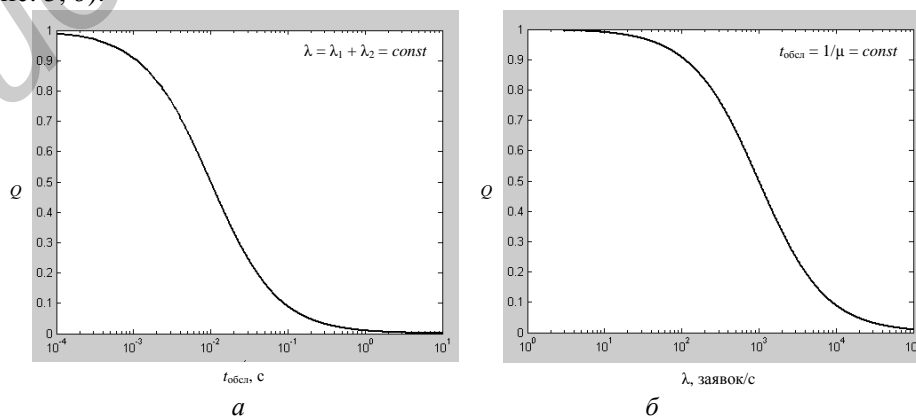 ис. 5, б).
λ = λ₁ + λ₂ = const
1
0.9
0.8
0.7
0.6
0.5
0.4
0.3
0.2
0.1
0
Q
10⁻⁴ 10⁻³ 10⁻² 10⁻¹ 10⁰ 10¹
tобсл, с
а
tобсл = 1/μ = const
1
0.9
0.8
0.7
0.6
0.5
0.4
0.3
0.2
0.1
0
Q
10⁰ 10¹ 10² 10³ 10⁴
λ, заявок/с
б